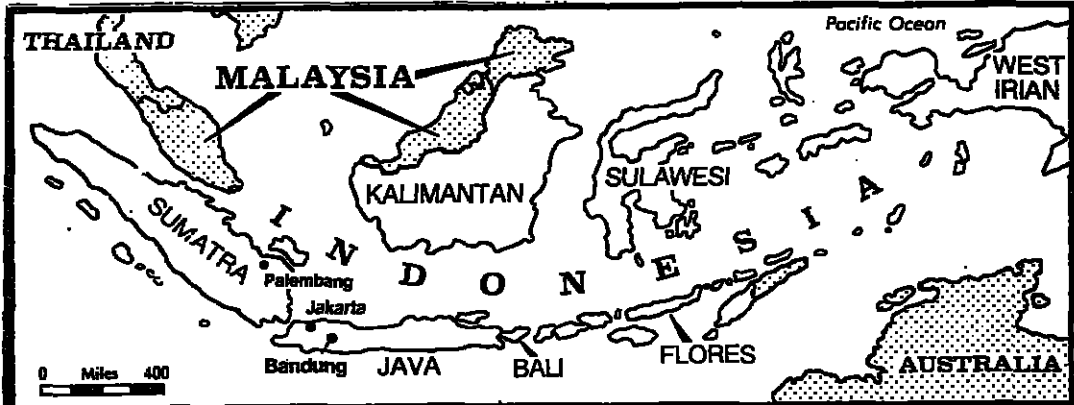 Pacific Ocean
THAILAND
MALAYSIA
WEST
IRIAN
KALIMANTAN
SULAWESI
SUMATRA
INDONESIA
Palembang
Jakarta
Bandung
JAVA
BALI
FLORES
AUSTRALIA
0 Miles 400